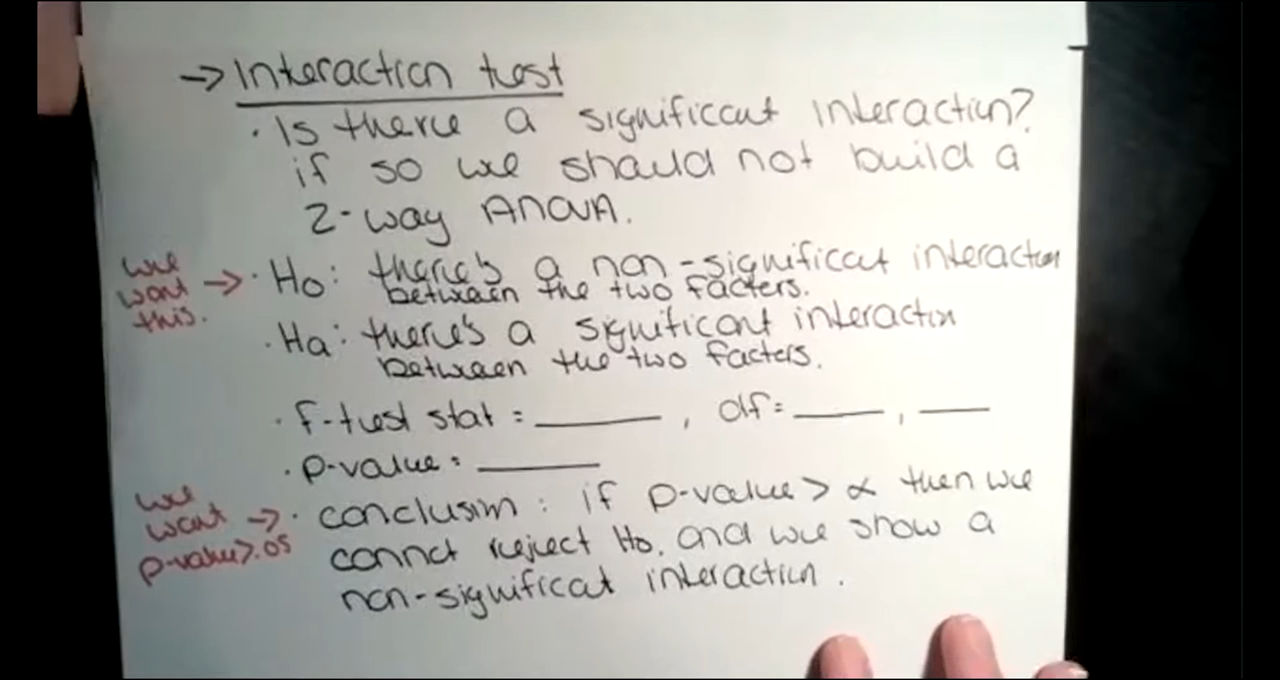 → Interaction test
· Is there a significant interaction?
if so we should not build a
2-way ANOVA.
we want this. → · Ho: there's a non-significant interaction
between the two factors.
· Ha: there's a significant interaction
between the two factors.
· F-test stat = ______ , df= _____ , ____
· p-value = ______
we want p-value>.05 → · conclusion : if p-value > α then we
cannot reject Ho. and we show a
non-significant interaction.